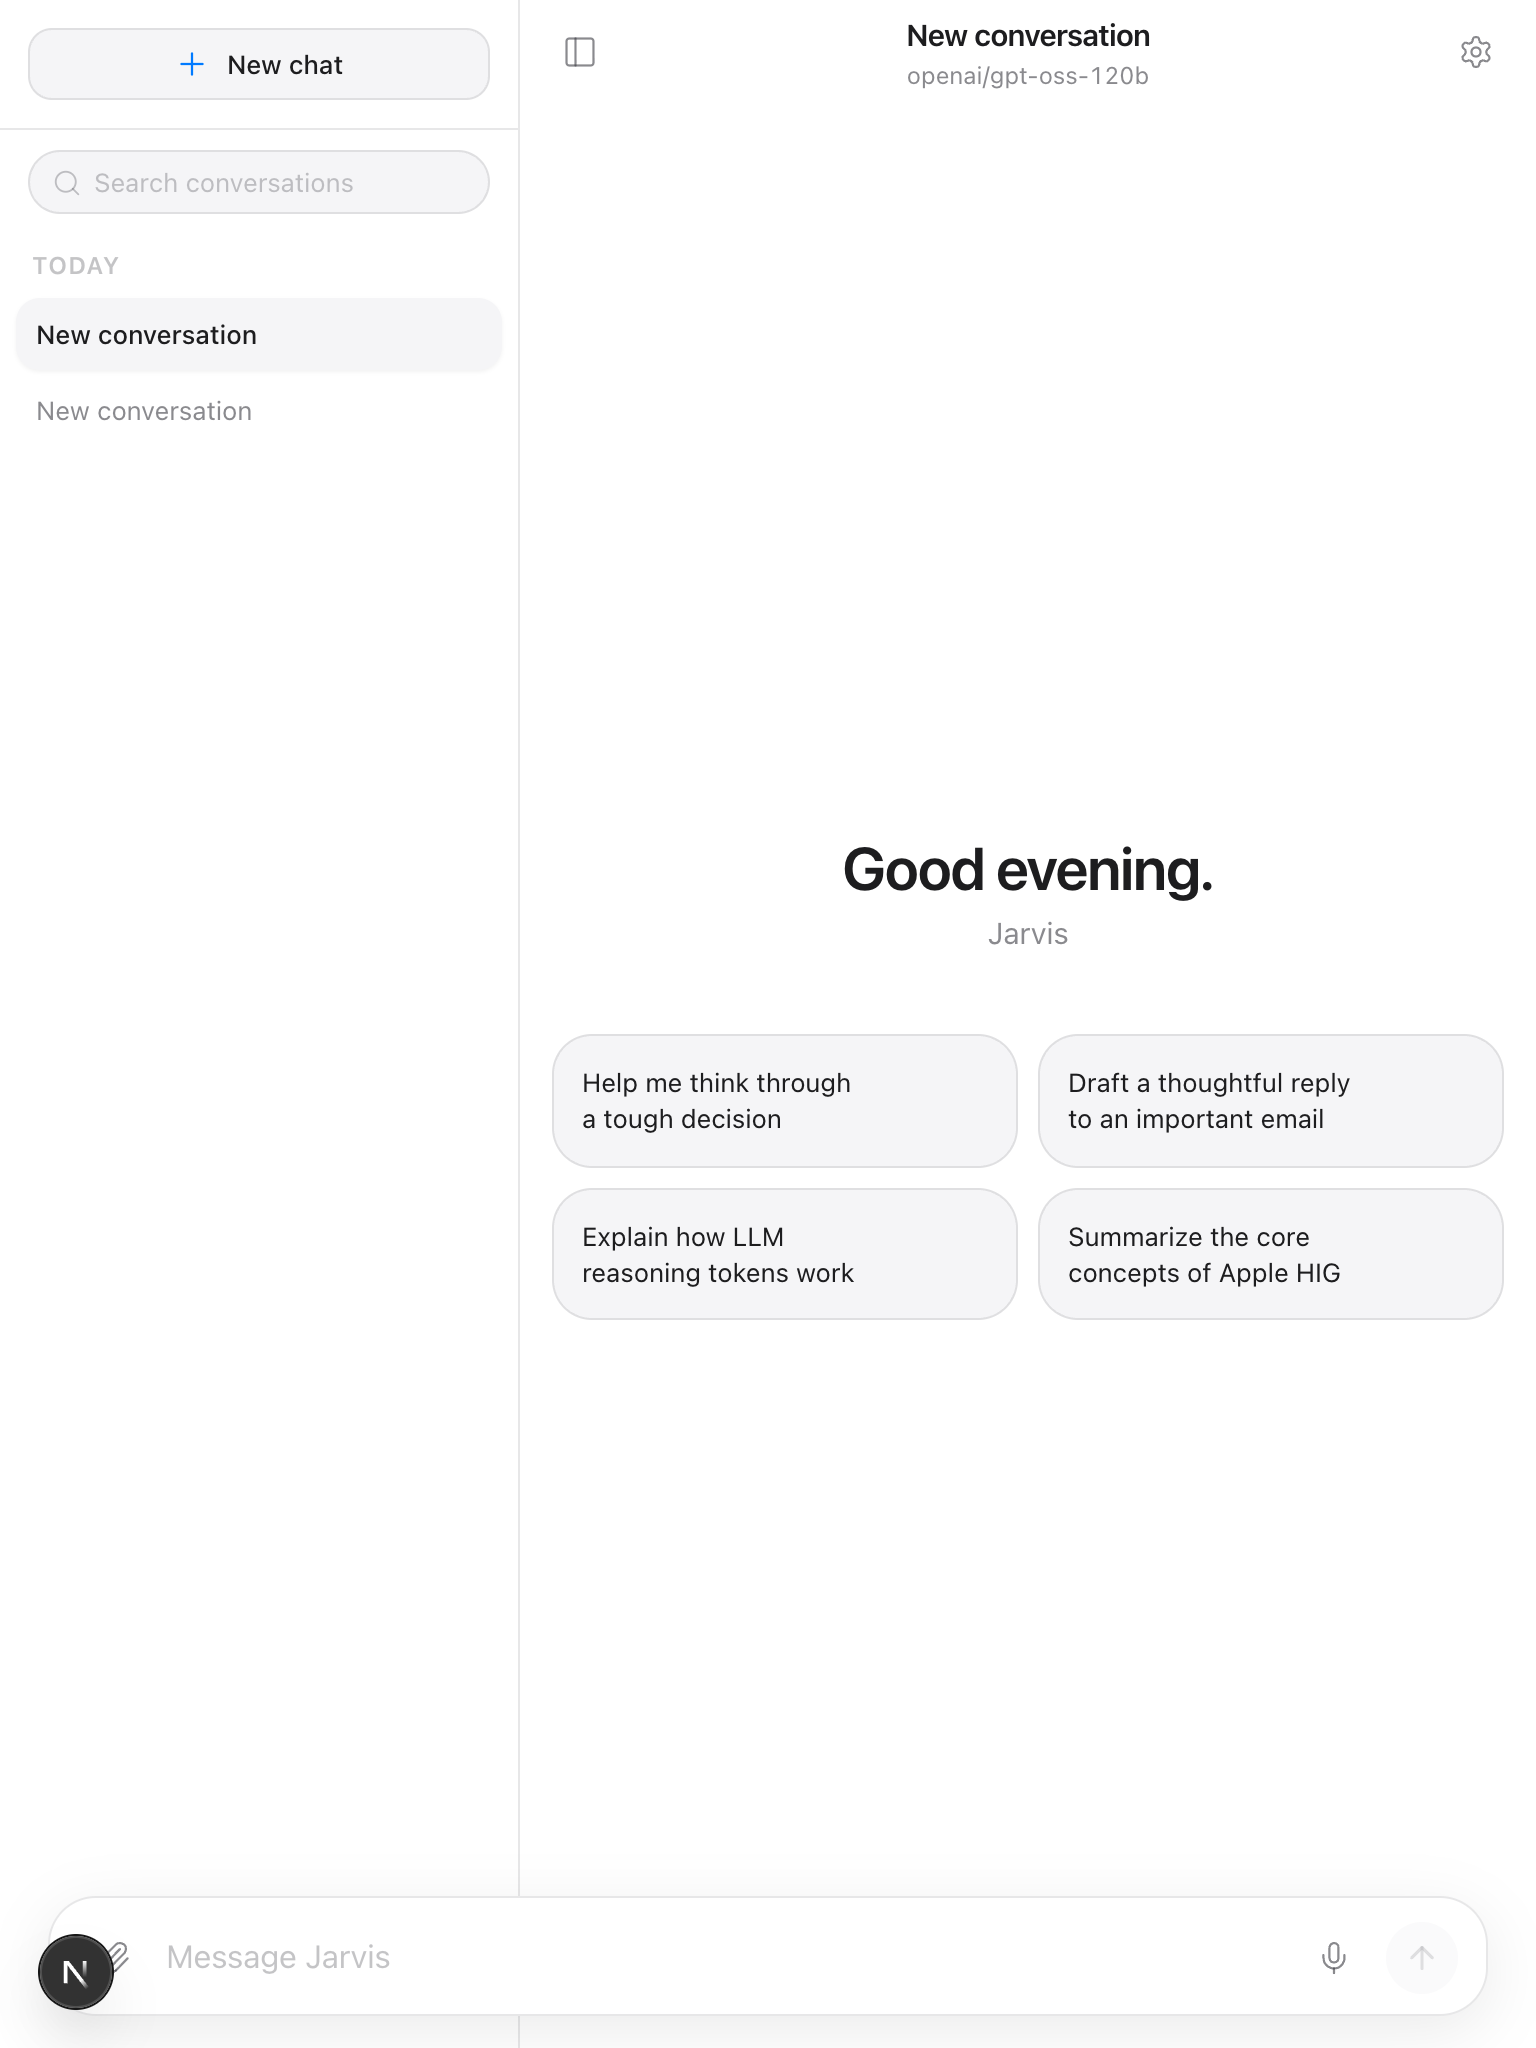 New chat
Search conversations
TODAY
New conversation
New conversation
New conversation
openai/gpt-oss-120b
Good evening.
Jarvis
Help me think through
a tough decision
Draft a thoughtful reply
to an important email
Explain how LLM
reasoning tokens work
Summarize the core
concepts of Apple HIG
N
Message Jarvis